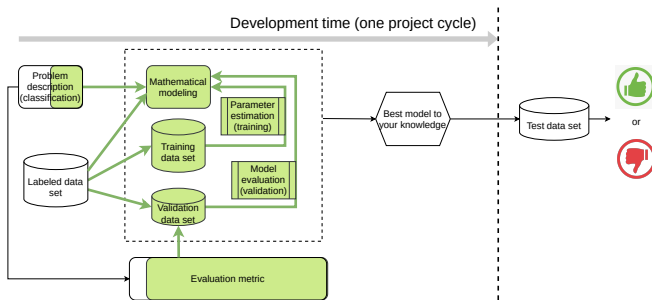 Development time (one project cycle)
Problem
description
(classification)
Mathematical
modeling
Parameter
estimation
(training)
Training
data set
Labeled data
set
Model
evaluation
(validation)
Validation
data set
Evaluation metric
Best model to
your knowledge
Test data set
or